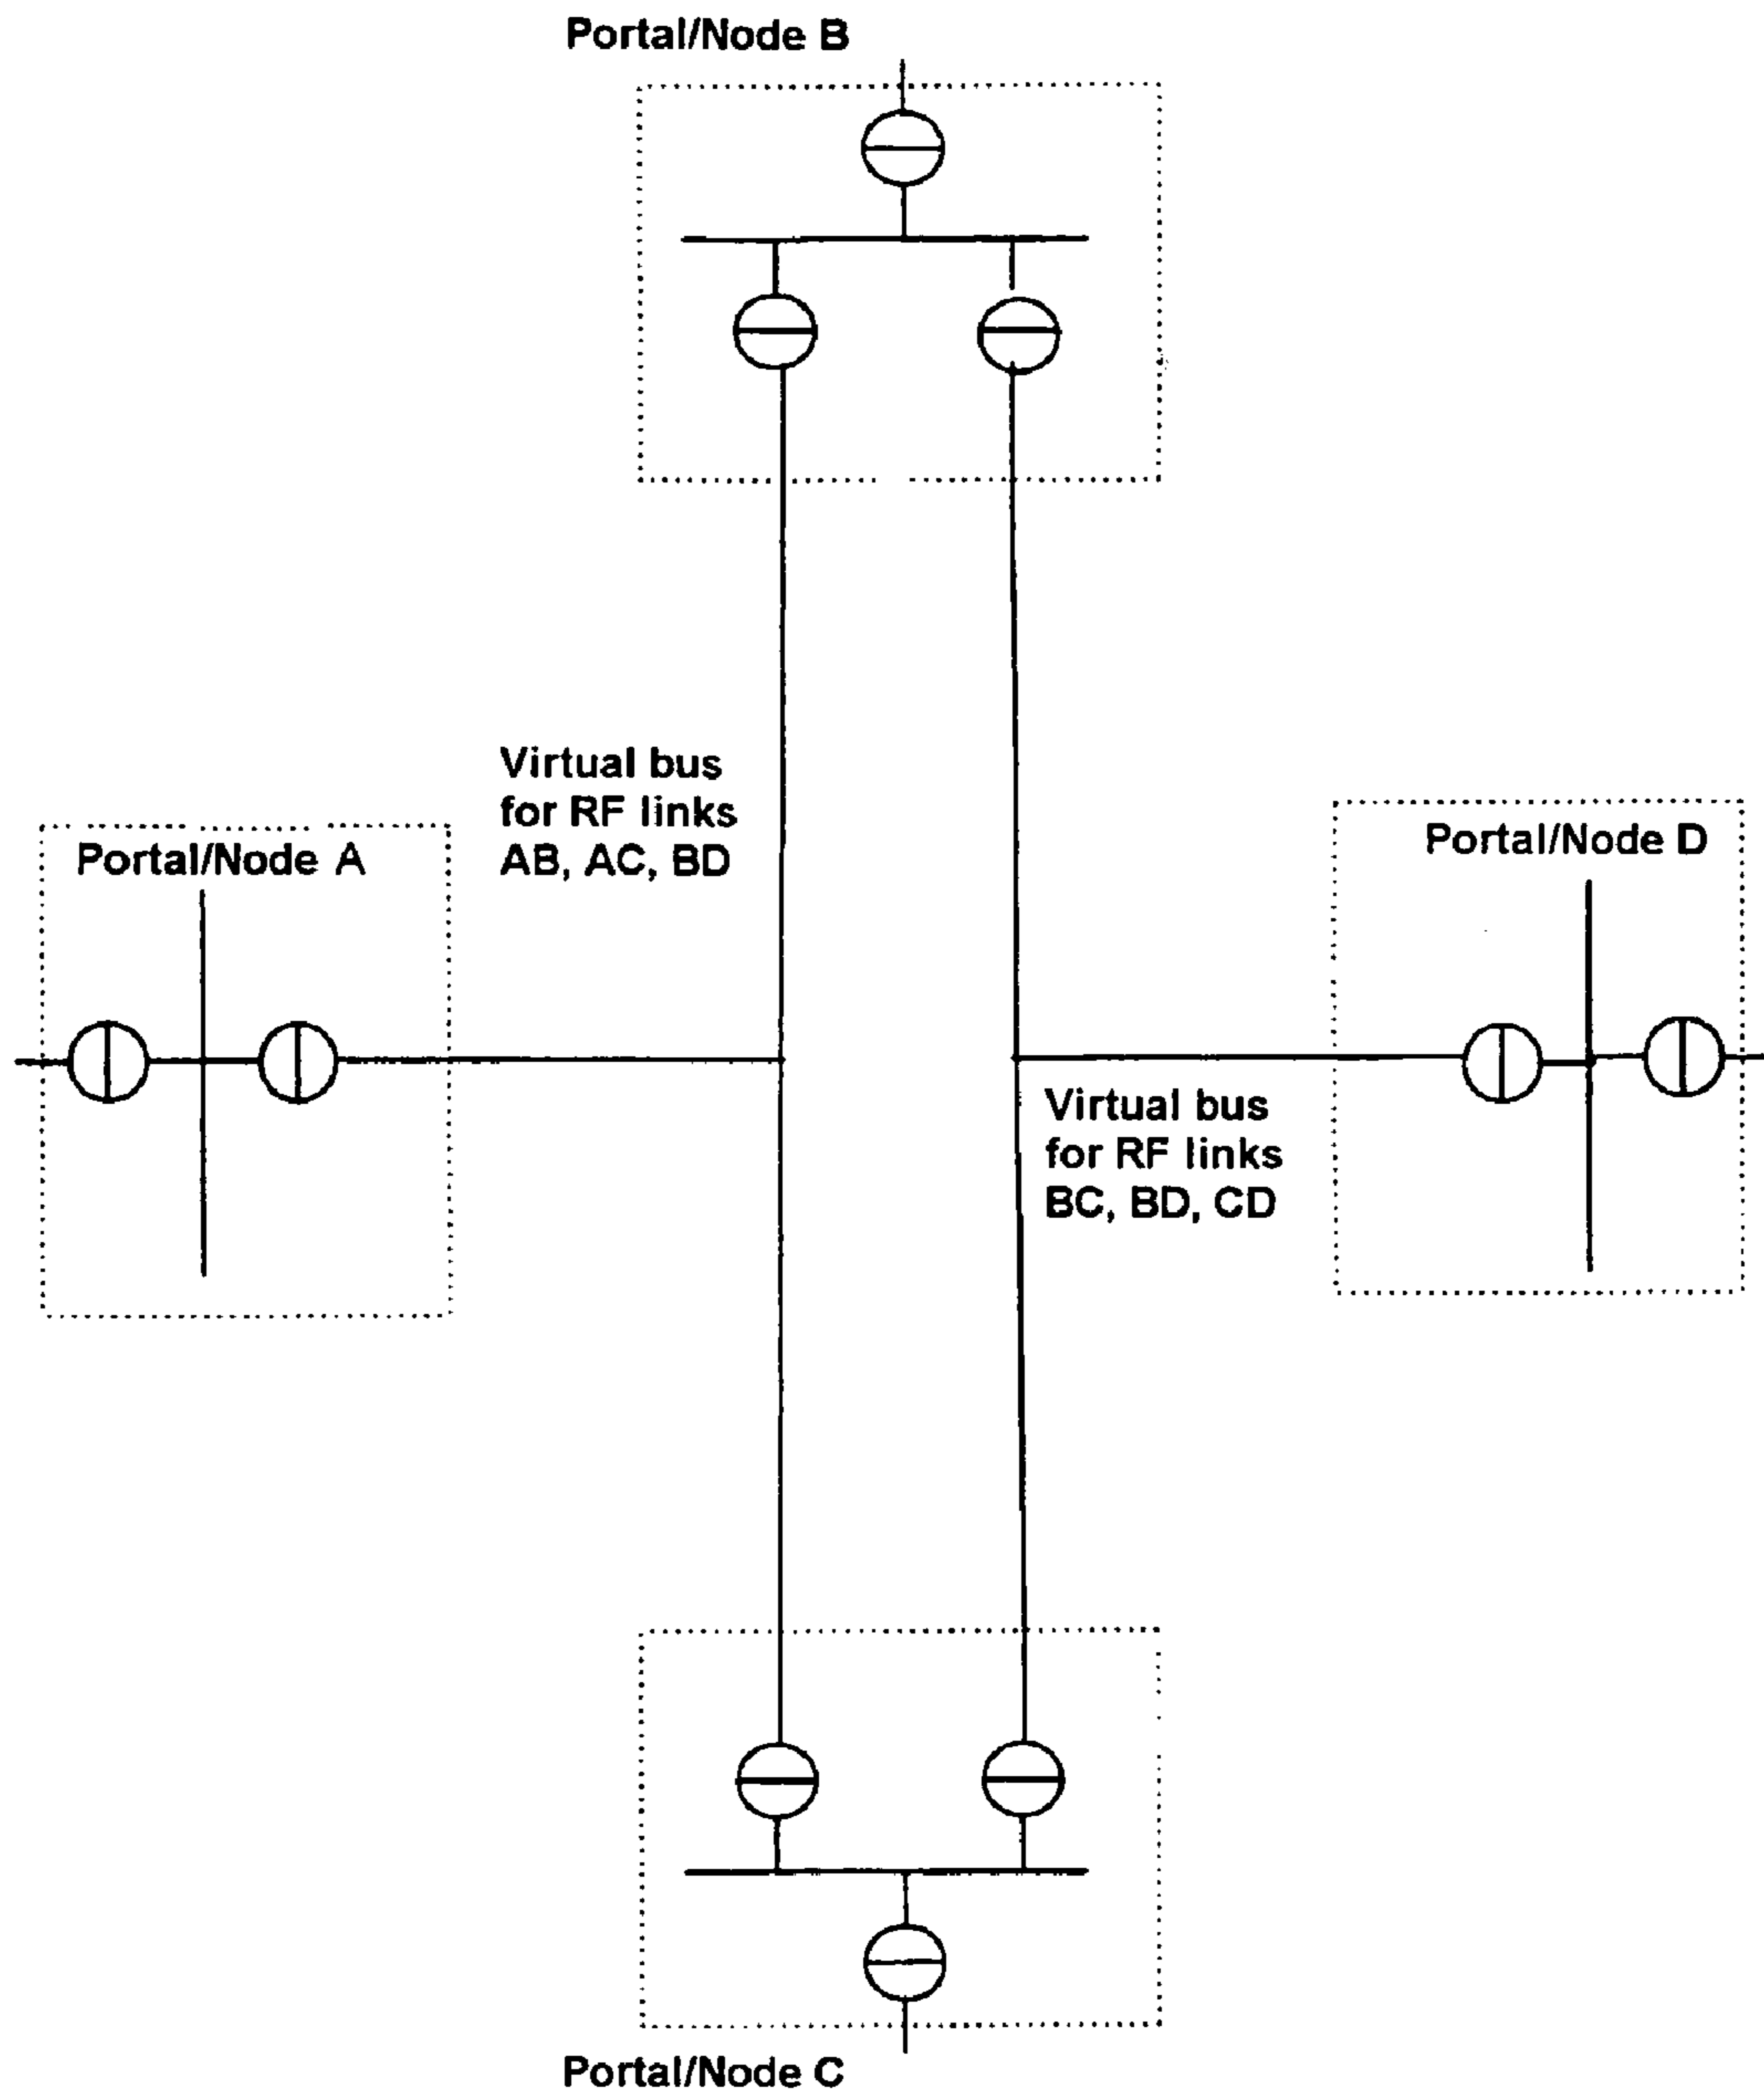 Portal/Node B
Virtual bus
for RF links
AB, AC, BD
Portal/Node A
Portal/Node D
Virtual bus
for RF links
BC, BD, CD
Portal/Node C